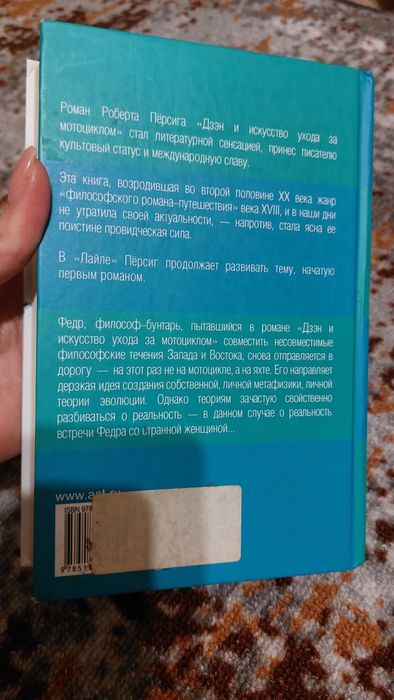 Роман Роберта Пёрсига «Дзэн и искусство ухода за
мотоциклом» стал литературной сенсацией, принес писателю
культовый статус и международную славу.
Эта книга, возродившая во второй половине XX века жанр
«философского романа-путешествия» века XVIII, и в наши дни
не утратила своей актуальности, — напротив, стала ясна ее
поистине провидческая сила.
В «Лайле» Пёрсиг продолжает развивать тему, начатую
первым романом.
Федр, философ-бунтарь, пытавшийся в романе «Дзэн и
искусство ухода за мотоциклом» совместить несовместимые
философские течения Запада и Востока, снова отправляется в
дорогу — на этот раз не на мотоцикле, а на яхте. Его направляет
дерзкая идея создания собственной, личной метафизики, личной
теории эволюции. Однако теориям зачастую свойственно
разбиваться о реальность — в данном случае о реальность
встречи Федра со странной женщиной...
www.ast.ru
ISBN 978
9 7851